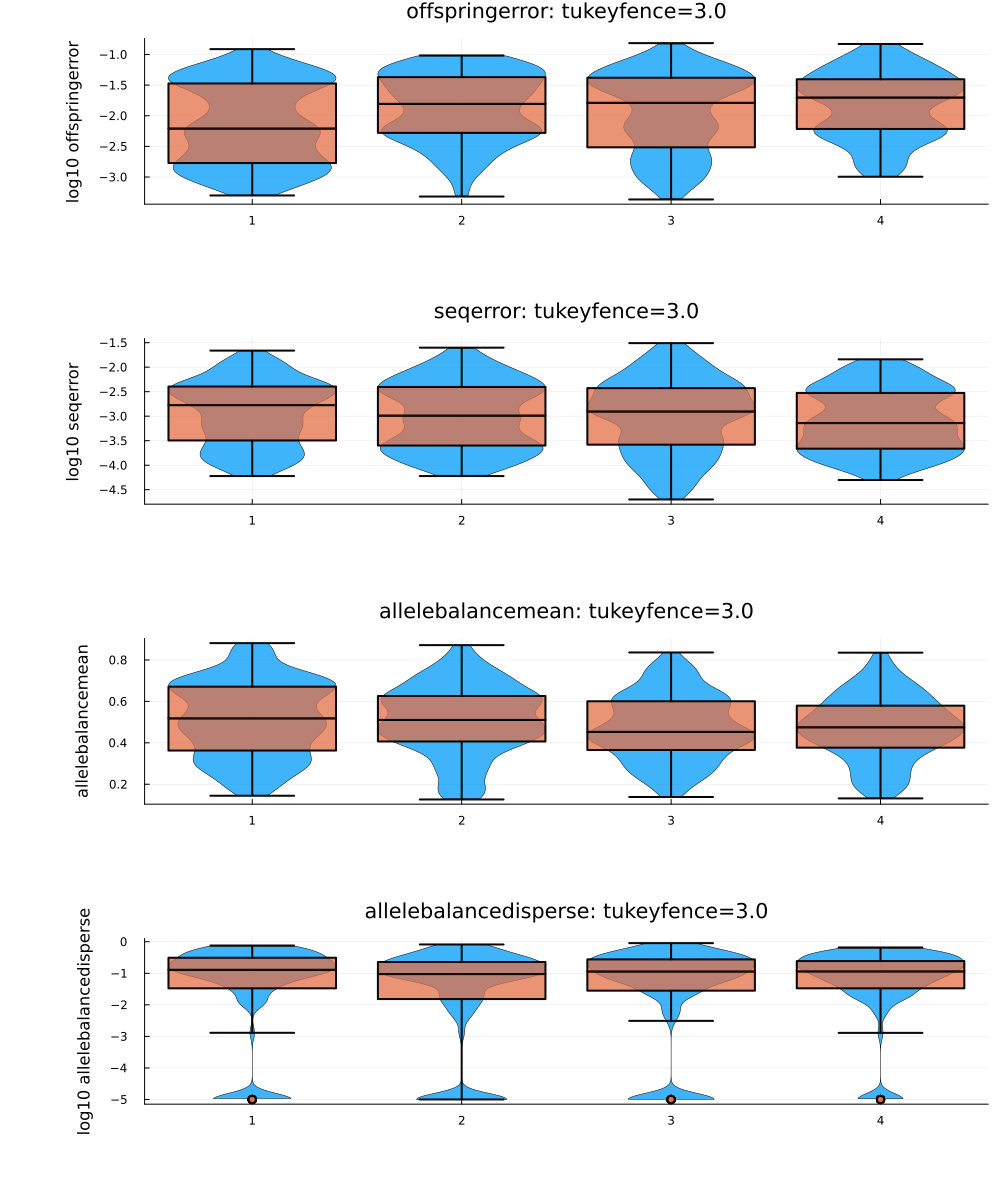 offspringerror: tukeyfence=3.0
log10 offspringerror
−1.0
−1.5
−2.0
−2.5
−3.0
1 2 3 4
seqerror: tukeyfence=3.0
log10 seqerror
−1.5
−2.0
−2.5
−3.0
−3.5
−4.0
−4.5
1 2 3 4
allelebalancemean: tukeyfence=3.0
allelebalancemean
0.8
0.6
0.4
0.2
1 2 3 4
allelebalancedisperse: tukeyfence=3.0
log10 allelebalancedisperse
0
−1
−2
−3
−4
−5
1 2 3 4